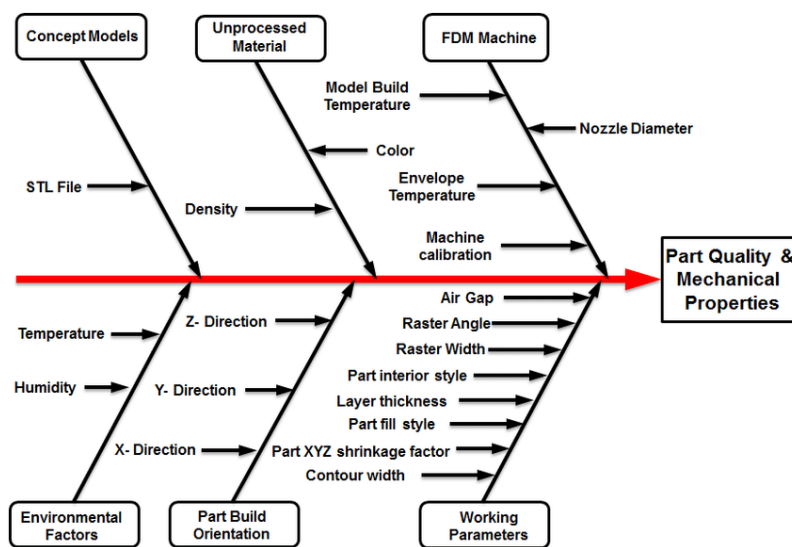 Concept Models
Unprocessed
Material
FDM Machine
Model Build
Temperature
Nozzle Diameter
Color
STL File
Envelope
Temperature
Density
Machine
calibration
Part Quality &
Mechanical
Properties
Air Gap
Temperature
Z- Direction
Raster Angle
Raster Width
Humidity
Y- Direction
Part interior style
Layer thickness
Part fill style
X- Direction
Part XYZ shrinkage factor
Contour width
Environmental
Factors
Part Build
Orientation
Working
Parameters